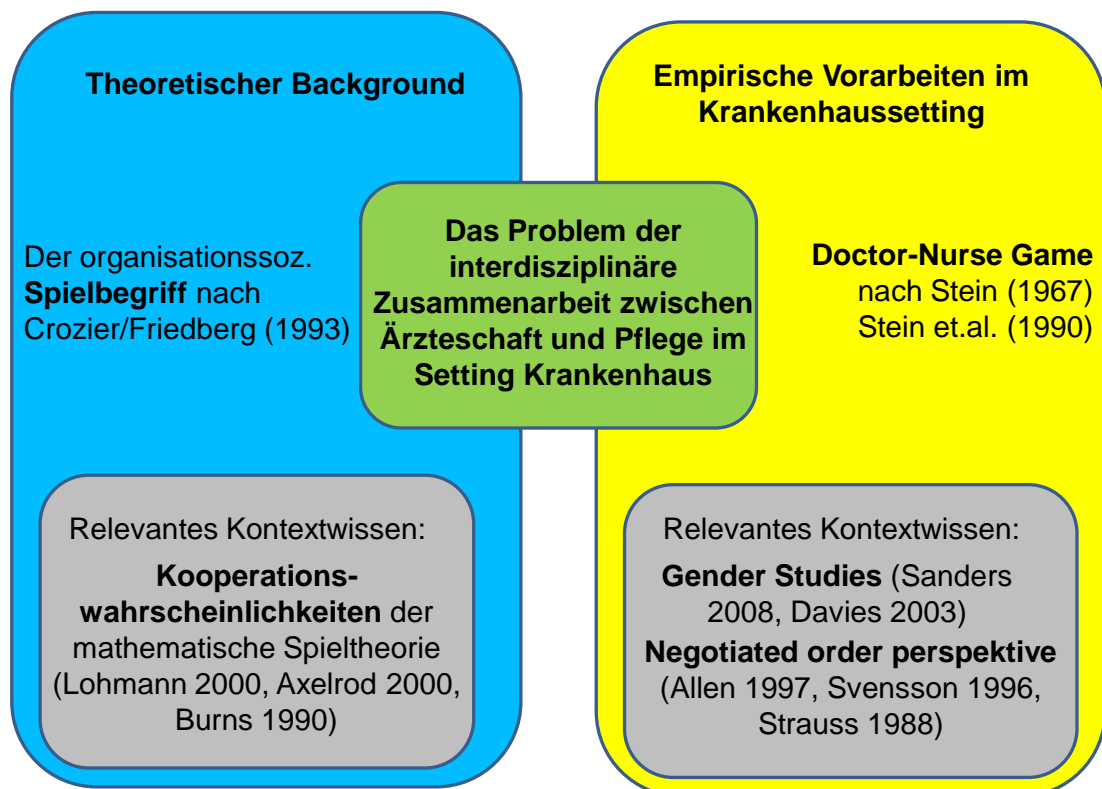 Theoretischer Background
Der organisationssoz.
Spielbegriff nach
Crozier/Friedberg (1993)
Relevantes Kontextwissen:
Kooperations-
wahrscheinlichkeiten der
mathematische Spieltheorie
(Lohmann 2000, Axelrod 2000,
Burns 1990)
Das Problem der
interdisziplinäre
Zusammenarbeit zwischen
Ärzteschaft und Pflege im
Setting Krankenhaus
Empirische Vorarbeiten im
Krankenhaussetting
Doctor-Nurse Game
nach Stein (1967)
Stein et.al. (1990)
Relevantes Kontextwissen:
Gender Studies (Sanders
2008, Davies 2003)
Negotiated order perspektive
(Allen 1997, Svensson 1996,
Strauss 1988)